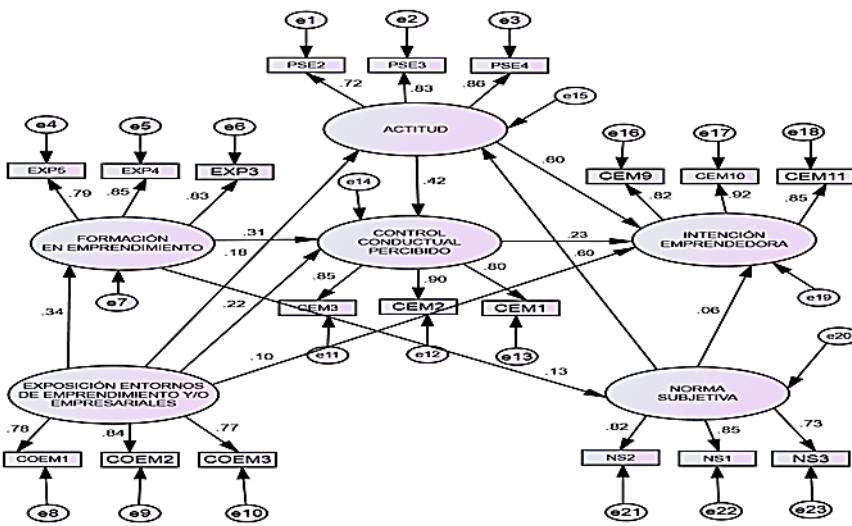 e1 e2 e3
PSE2 PSE3 PSE4
.72 .83 .86
e15
ACTITUD
e4 e5 e6
e16 e17 e18
EXP5 EXP4 EXP3
CEM9 CEM10 CEM11
.79 .85 .83
e14
.42
.60
.82 .92 .85
FORMACIÓN
EN EMPRENDIMIENTO
.31
.18
CONTROL
CONDUCTUAL
PERCIBIDO
.23
.60
INTENCIÓN
EMPRENDEDORA
e7
.34
.22
.85 .90 .80
CEM3 CEM2 CEM1
e19
.06
e11 e12 e13
.10
.13
e20
EXPOSICIÓN ENTORNOS
DE EMPRENDIMIENTO Y/O
EMPRESARIALES
NORMA
SUBJETIVA
.78 .84 .77
.82 .85 .73
COEM1 COEM2 COEM3
NS2 NS1 NS3
e8 e9 e10
e21 e22 e23